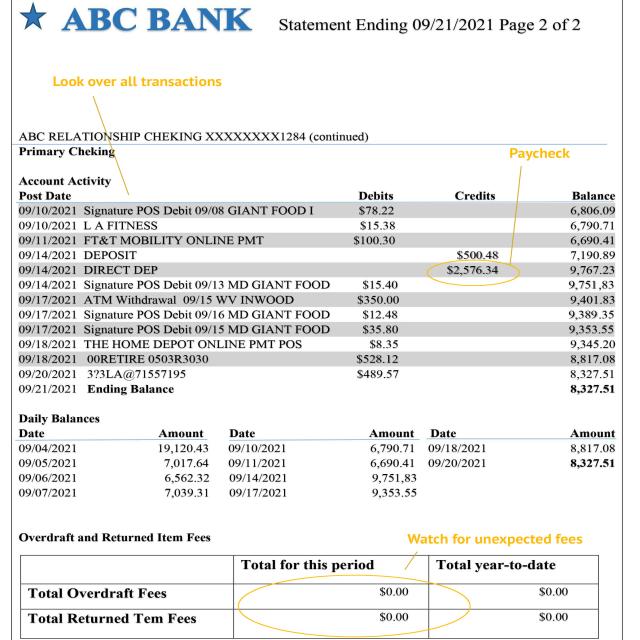 ABC BANK Statement Ending 09/21/2021 Page 2 of 2
Look over all transactions
ABC RELATIONSHIP CHEKING XXXXXXXX1284 (continued)
Primary Cheking
Paycheck
Account Activity
Post Date Debits Credits Balance
09/10/2021 Signature POS Debit 09/08 GIANT FOOD I $78.22 6,806.09
09/10/2021 L A FITNESS $15.38 6,790.71
09/11/2021 FT&T MOBILITY ONLINE PMT $100.30 6,690.41
09/14/2021 DEPOSIT $500.48 7,190.89
09/14/2021 DIRECT DEP $2,576.34 9,767.23
09/14/2021 Signature POS Debit 09/13 MD GIANT FOOD $15.40 9,751,83
09/17/2021 ATM Withdrawal 09/15 WV INWOOD $350.00 9,401.83
09/17/2021 Signature POS Debit 09/16 MD GIANT FOOD $12.48 9,389.35
09/17/2021 Signature POS Debit 09/15 MD GIANT FOOD $35.80 9,353.55
09/18/2021 THE HOME DEPOT ONLINE PMT POS $8.35 9,345.20
09/18/2021 00RETIRE 0503R3030 $528.12 8,817.08
09/20/2021 3?3LA@71557195 $489.57 8,327.51
09/21/2021 Ending Balance 8,327.51
Daily Balances
Date Amount Date Amount Date Amount
09/04/2021 19,120.43 09/10/2021 6,790.71 09/18/2021 8,817.08
09/05/2021 7,017.64 09/11/2021 6,690.41 09/20/2021 8,327.51
09/06/2021 6,562.32 09/14/2021 9,751,83
09/07/2021 7,039.31 09/17/2021 9,353.55
Overdraft and Returned Item Fees
Watch for unexpected fees
Total for this period Total year-to-date
Total Overdraft Fees $0.00 $0.00
Total Returned Tem Fees $0.00 $0.00